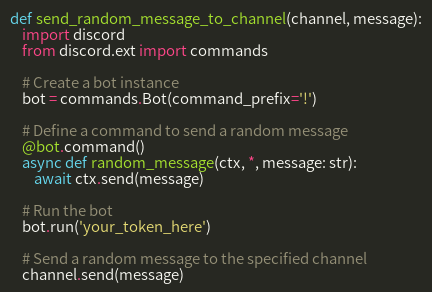 def send_random_message_to_channel(channel, message):
import discord
from discord.ext import commands
# Create a bot instance
bot = commands.Bot(command_prefix='!')
# Define a command to send a random message
@bot.command()
async def random_message(ctx, *, message: str):
await ctx.send(message)
# Run the bot
bot.run('your_token_here')
# Send a random message to the specified channel
channel.send(message)